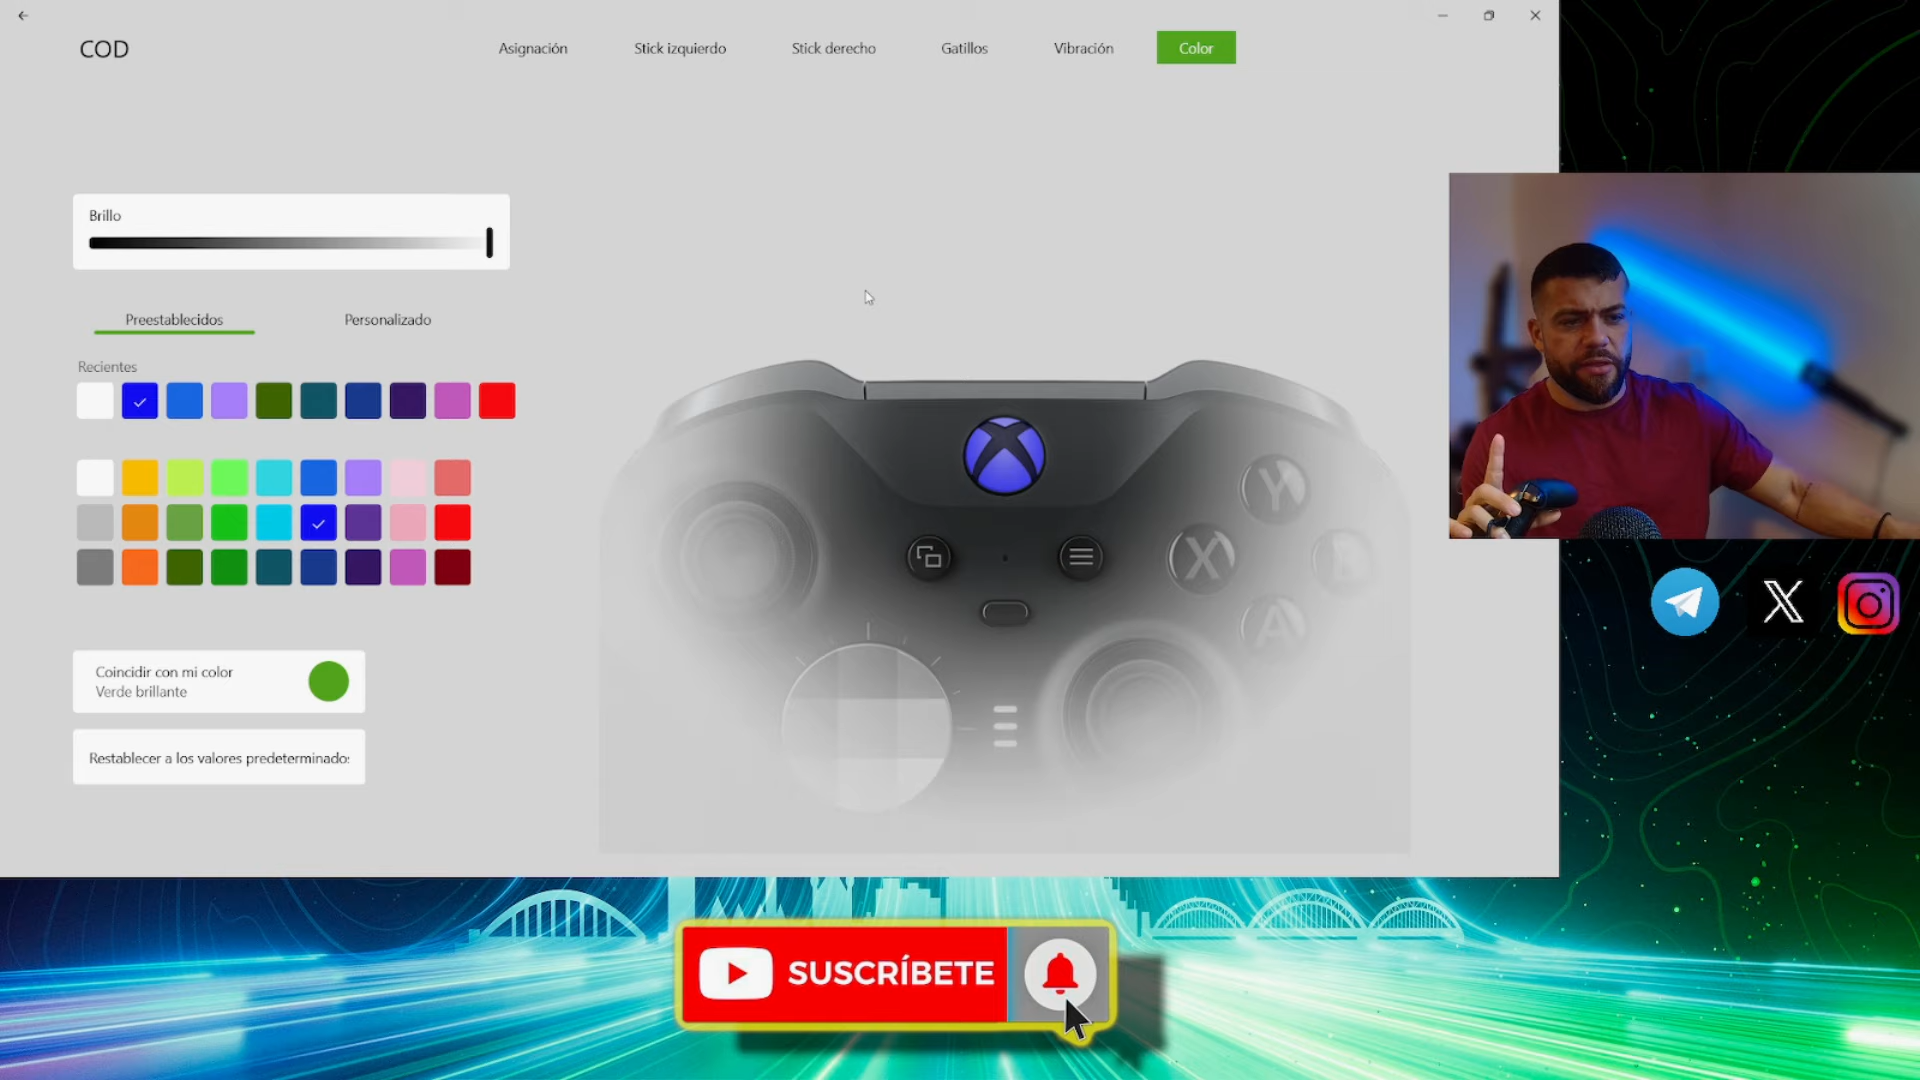 COD
Asignación
Stick izquierdo
Stick derecho
Gatillos
Vibración
Color
Brillo
Preestablecidos
Personalizado
Recientes
Y
X
B
A
Coincidir con mi color
Verde brillante
Restablecer a los valores predeterminado
SUSCRÍBETE